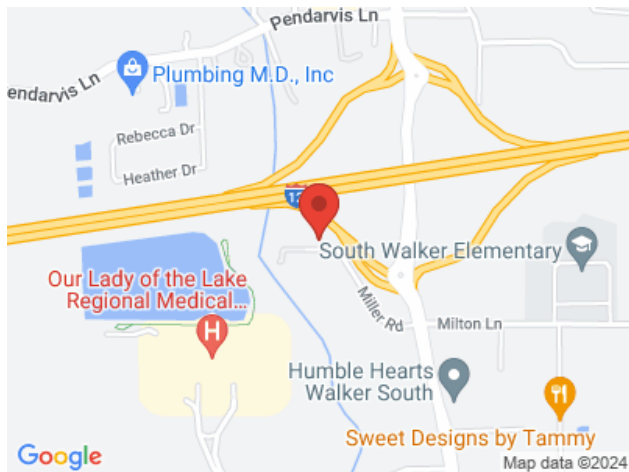 Pendarvis Ln
Pendarvis Ln
Plumbing M.D., Inc
Rebecca Dr
Heather Dr
12
South Walker Elementary
Our Lady of the Lake
Regional Medical...
H
Miller Rd
Milton Ln
Humble Hearts
Walker South
Sweet Designs by Tammy
Google
Map data ©2024